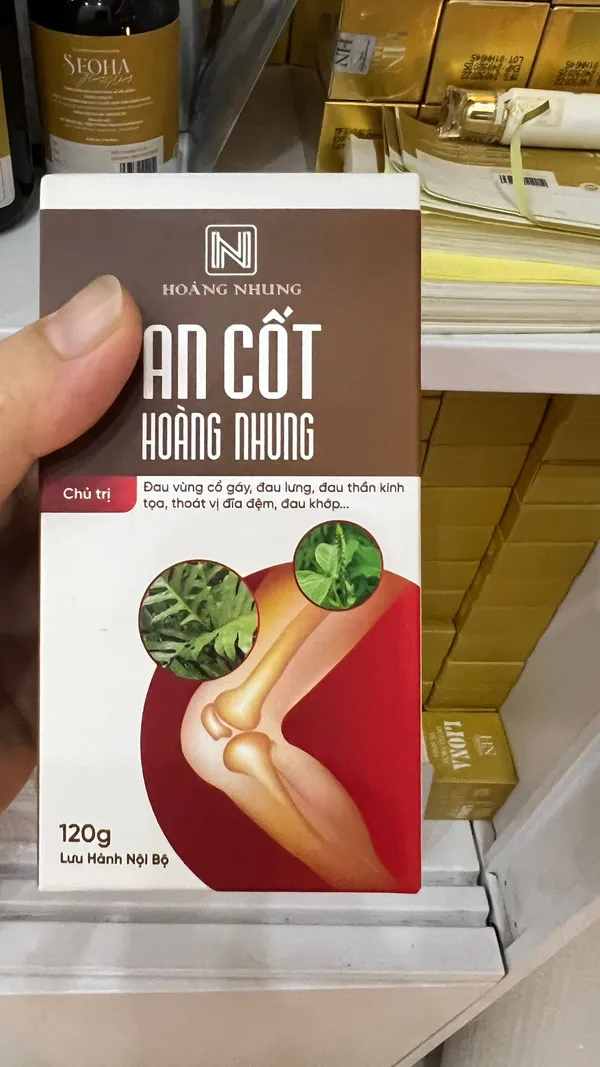 SEOHA
N
HOÀNG NHUNG
AN CỐT
HOÀNG NHUNG
Chủ trị
Đau vùng cổ gáy, đau lưng, đau thần kinh
tọa, thoát vị đĩa đệm, đau khớp...
120g
Lưu Hành Nội Bộ
LIONA
HN